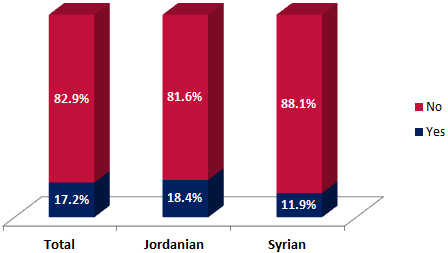 82.9%
81.6%
88.1%
No
Yes
17.2%
18.4%
11.9%
Total
Jordanian
Syrian